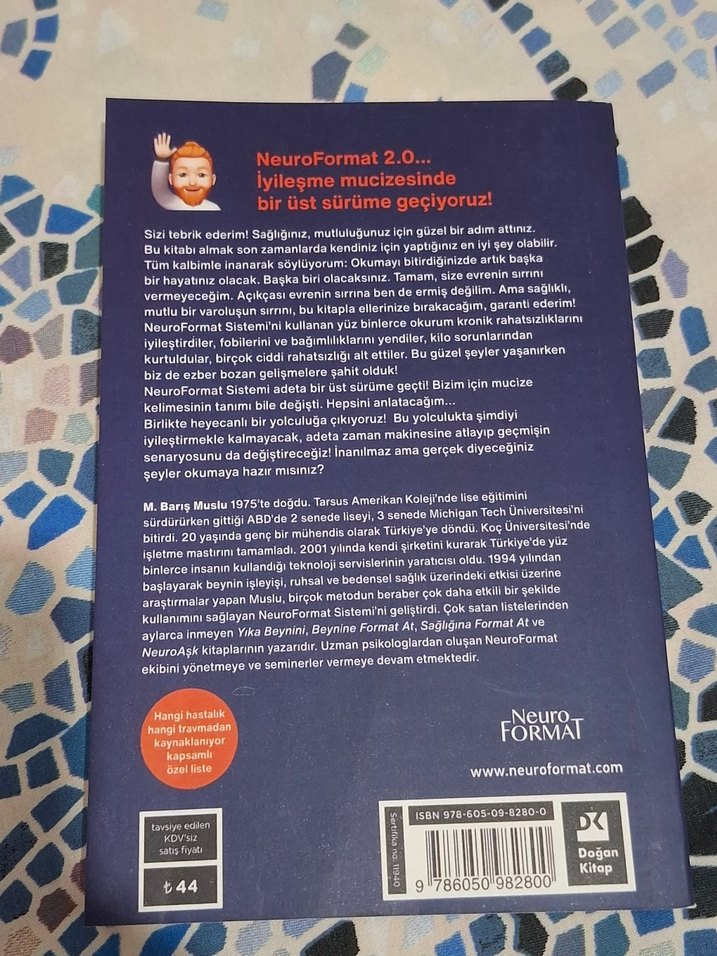 NeuroFormat 2.0...
İyileşme mucizesinde
bir üst sürüme geçiyoruz!
Sizi tebrik ederim! Sağlığınız, mutluluğunuz için güzel bir adım attınız.
Bu kitabı almak son zamanlarda kendiniz için yaptığınız en iyi şey olabilir.
Tüm kalbimle inanarak söylüyorum: Okumayı bitirdiğinizde artık başka
bir hayatınız olacak. Başka biri olacaksınız. Tamam, size evrenin sırrını
vermeyeceğim. Açıkçası evrenin sırrına ben de ermiş değilim. Ama sağlıklı,
mutlu bir varoluşun sırrını, bu kitapla ellerinize bırakacağım, garanti ederim!
NeuroFormat Sistemi'ni kullanan yüz binlerce okurum kronik rahatsızlıklarını
iyileştirdiler, fobilerini ve bağımlılıklarını yendiler, kilo sorunlarından
kurtuldular, birçok ciddi rahatsızlığı alt ettiler. Bu güzel şeyler yaşanırken
biz de ezber bozan gelişmelere şahit olduk!
NeuroFormat Sistemi adeta bir üst sürüme geçti! Bizim için mucize
kelimesinin tanımı bile değişti. Hepsini anlatacağım...
Birlikte heyecanlı bir yolculuğa çıkıyoruz! Bu yolculukta şimdiyi
iyileştirmekle kalmayacak, adeta zaman makinesine atlayıp geçmişin
senaryosunu da değiştireceğiz! İnanılmaz ama gerçek diyeceğiniz
şeyler okumaya hazır mısınız?
M. Barış Muslu 1975'te doğdu. Tarsus Amerikan Koleji'nde lise eğitimini
sürdürürken gittiği ABD'de 2 senede liseyi, 3 senede Michigan Tech Üniversitesi'ni
bitirdi. 20 yaşında genç bir mühendis olarak Türkiye'ye döndü. Koç Üniversitesi'nde
işletme mastırını tamamladı. 2001 yılında kendi şirketini kurarak Türkiye'de yüz
binlerce insanın kullandığı teknoloji servislerinin yaratıcısı oldu. 1994 yılından
başlayarak beynin işleyişi, ruhsal ve bedensel sağlık üzerindeki etkisi üzerine
araştırmalar yapan Muslu, birçok metodun beraber çok daha etkili bir şekilde
kullanımını sağlayan NeuroFormat Sistemi'ni geliştirdi. Çok satan listelerinden
aylarca inmeyen Yıka Beynini, Beynine Format At, Sağlığına Format At ve
NeuroAşk kitaplarının yazarıdır. Uzman psikologlardan oluşan NeuroFormat
ekibini yönetmeye ve seminerler vermeye devam etmektedir.
Hangi hastalık
hangi travmadan
kaynaklanıyor
kapsamlı
özel liste
Neuro
FORMAT
www.neuroformat.com
tavsiye edilen
KDV'siz
satış fiyatı
₺ 44
Sertifika no. 11940
ISBN 978-605-09-8280-0
9 786050 982800
DK
Doğan
Kitap